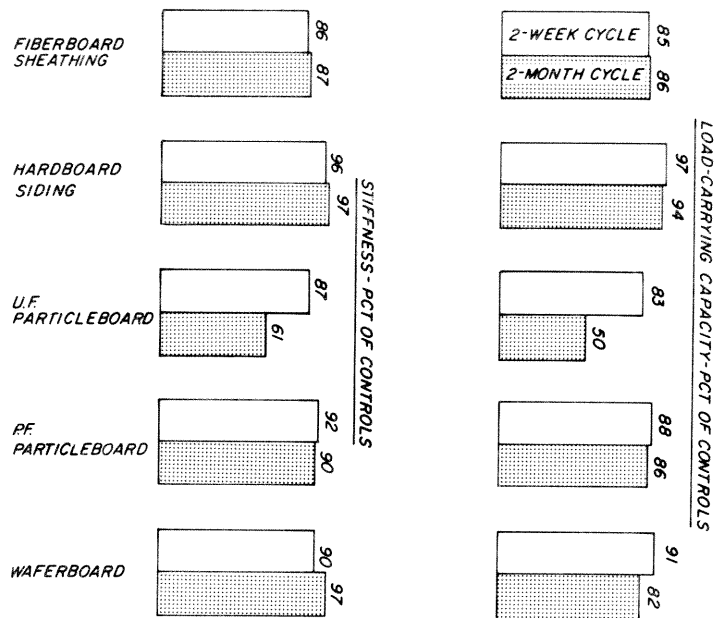 FIBERBOARD
SHEATHING
86
87
2-WEEK CYCLE
2-MONTH CYCLE
85
86
HARDBOARD
SIDING
96
97
97
94
U.F.
PARTICLEBOARD
87
61
83
50
P.F.
PARTICLEBOARD
92
90
88
86
WAFERBOARD
90
97
91
82
STIFFNESS - PCT OF CONTROLS
LOAD-CARRYING CAPACITY-PCT OF CONTROLS